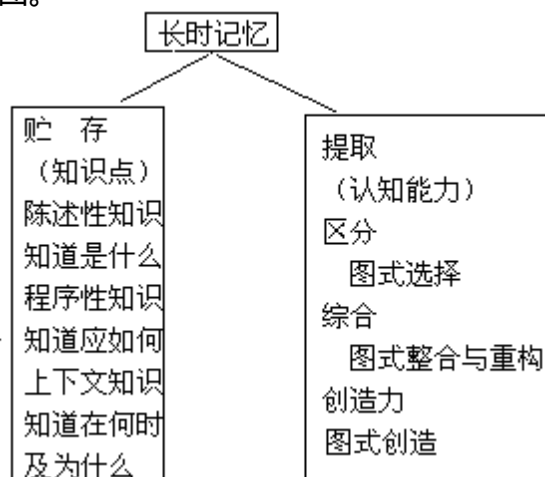 图。
长时记忆
贮 存
（知识点）
陈述性知识
知道是什么
程序性知识
知道应如何
上下文知识
知道在何时
及为什么
提取
（认知能力）
区分
图式选择
综合
图式整合与重构
创造力
图式创造